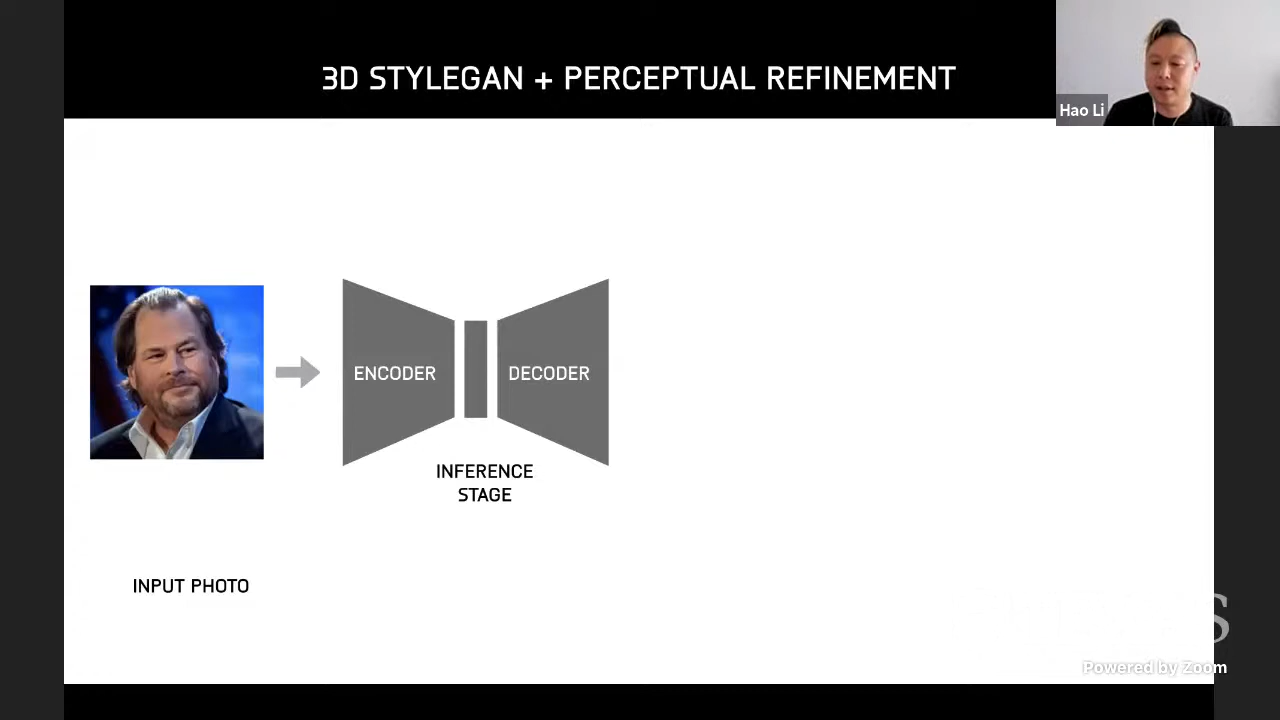 3D STYLEGAN + PERCEPTUAL REFINEMENT
Hao Li
ENCODER
DECODER
INFERENCE
STAGE
INPUT PHOTO
Powered by Zoom